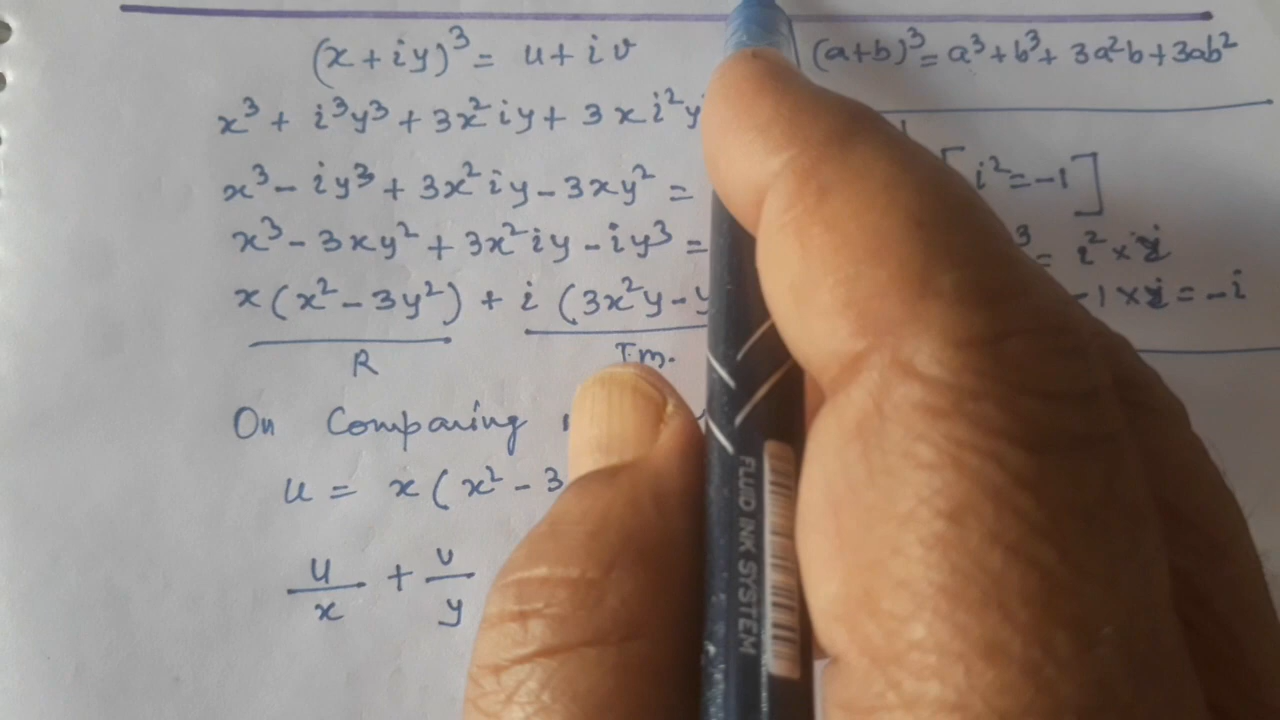 (x+iy)³ = u+iv
(a+b)³ = a³+b³+ 3a²b+3ab²
x³ + i³y³ + 3x²iy + 3xi²y
[i²=-1]
x³ - iy³ + 3x²iy - 3xy² =
x³ - 3xy² + 3x²iy - iy³ =
3 = i² × i
x(x² - 3y²) + i (3x²y - y
-1 × i = -i
R
Im.
On Comparing
u = x(x² - 3
u/x + v/y
FLUID INK SYSTEM